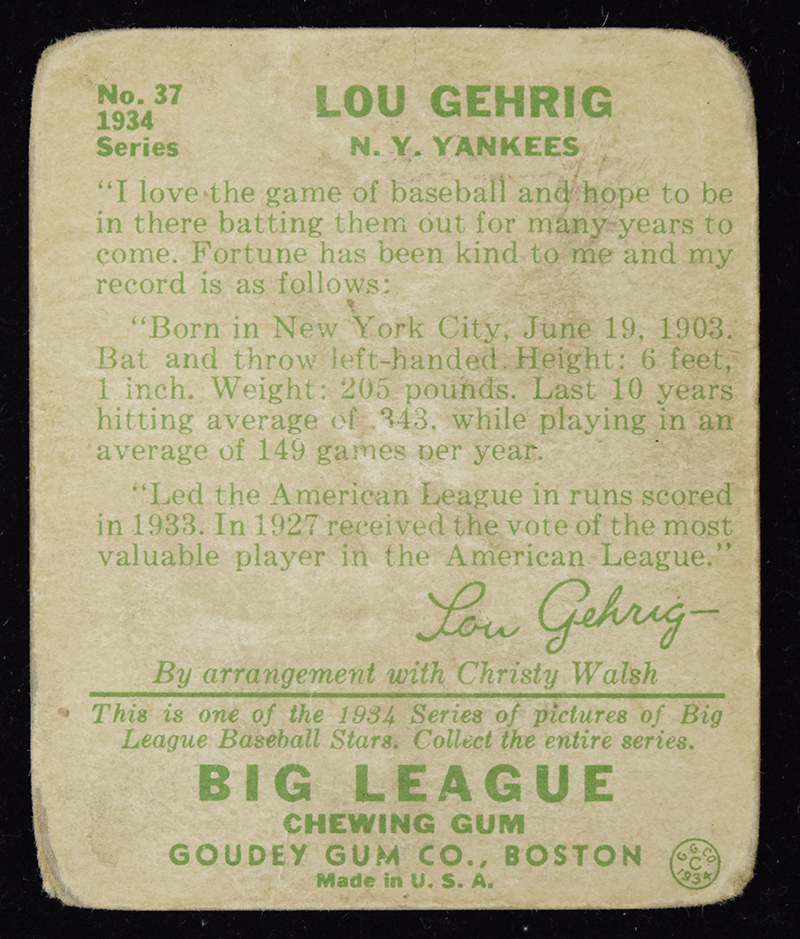 No. 37
1934
Series
LOU GEHRIG
N. Y. YANKEES
“I love the game of baseball and hope to be
in there batting them out for many years to
come. Fortune has been kind to me and my
record is as follows:
“Born in New York City, June 19, 1903.
Bat and throw left-handed. Height: 6 feet,
1 inch. Weight: 205 pounds. Last 10 years
hitting average of .343, while playing in an
average of 149 games per year.
“Led the American League in runs scored
in 1933. In 1927 received the vote of the most
valuable player in the American League.”
Lou Gehrig
By arrangement with Christy Walsh
This is one of the 1934 Series of pictures of Big
League Baseball Stars. Collect the entire series.
BIG LEAGUE
CHEWING GUM
GOUDEY GUM CO., BOSTON
Made in U. S. A.
G. G. CO.
C
1934